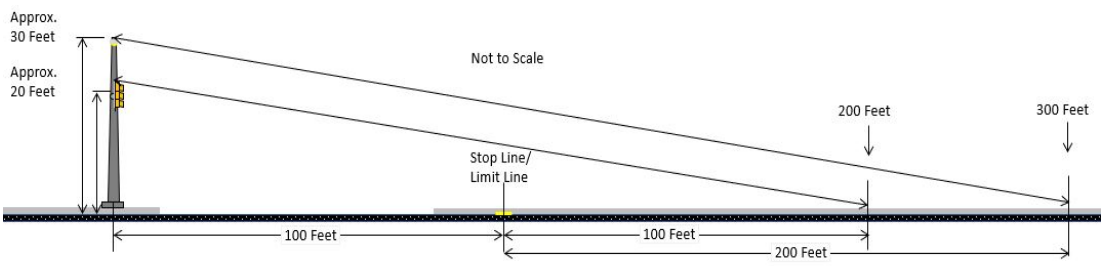 Approx.
30 Feet
Not to Scale
Approx.
20 Feet
200 Feet
300 Feet
Stop Line/
Limit Line
100 Feet
100 Feet
200 Feet